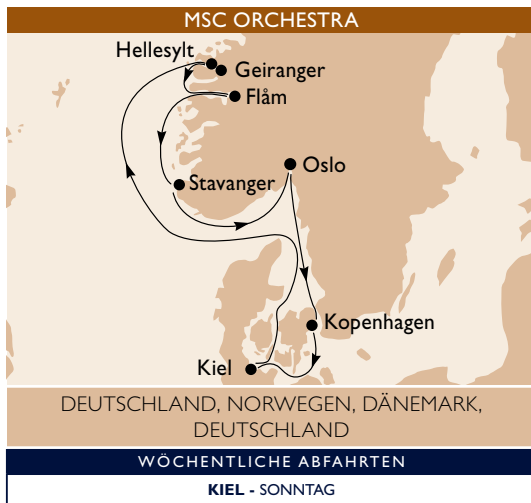 MSC ORCHESTRA
Hellesylt
Geiranger
Flåm
Oslo
Stavanger
Kopenhagen
Kiel
DEUTSCHLAND, NORWEGEN, DÄNEMARK,
DEUTSCHLAND
WÖCHENTLICHE ABFAHRTEN
KIEL - SONNTAG